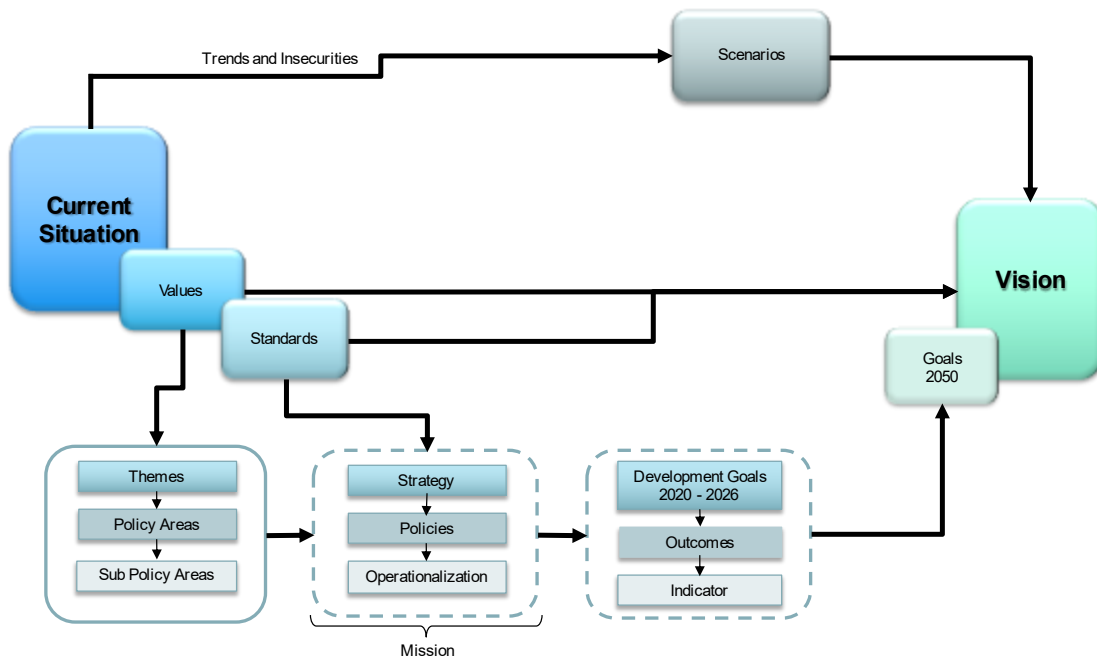 Trends and Insecurities
Scenarios
Current
Situation
Values
Standards
Vision
Goals
2050
Themes
Policy Areas
Sub Policy Areas
Strategy
Policies
Operationalization
Development Goals
2020 - 2026
Outcomes
Indicator
Mission